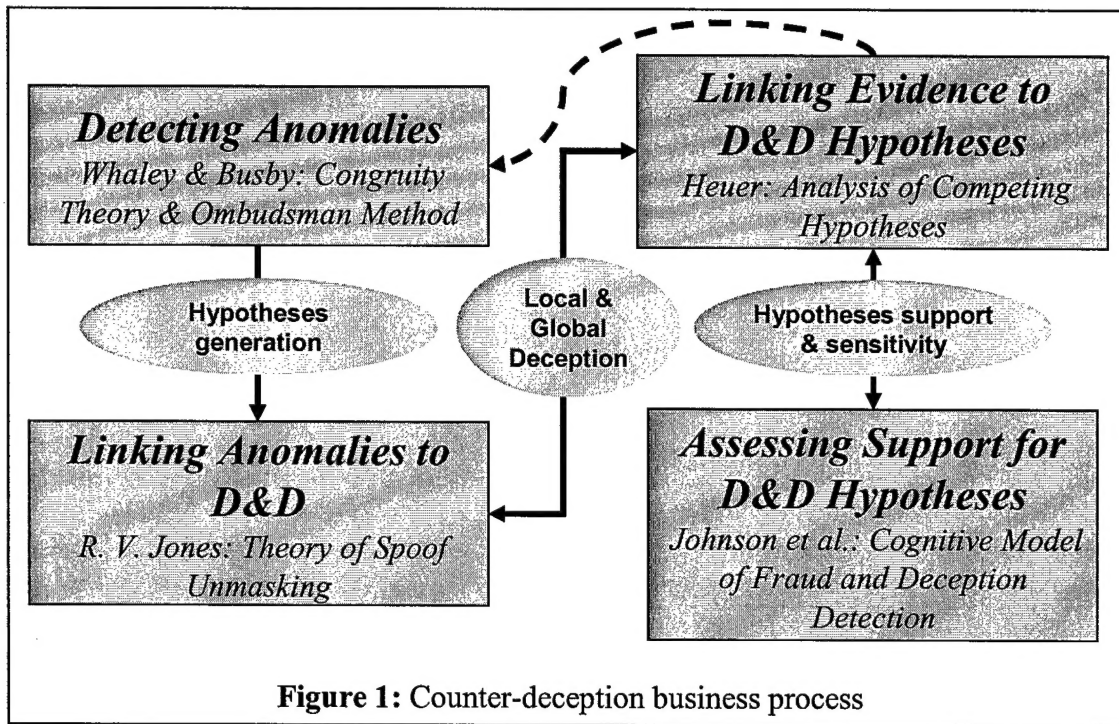 Detecting Anomalies
Whaley & Busby: Congruity
Theory & Ombudsman Method
Hypotheses
generation
Linking Anomalies to
D&D
R. V. Jones: Theory of Spoof
Unmasking
Local &
Global
Deception
Linking Evidence to
D&D Hypotheses
Heuer: Analysis of Competing
Hypotheses
Hypotheses support
& sensitivity
Assessing Support for
D&D Hypotheses
Johnson et al.: Cognitive Model
of Fraud and Deception
Detection
Figure 1: Counter-deception business process